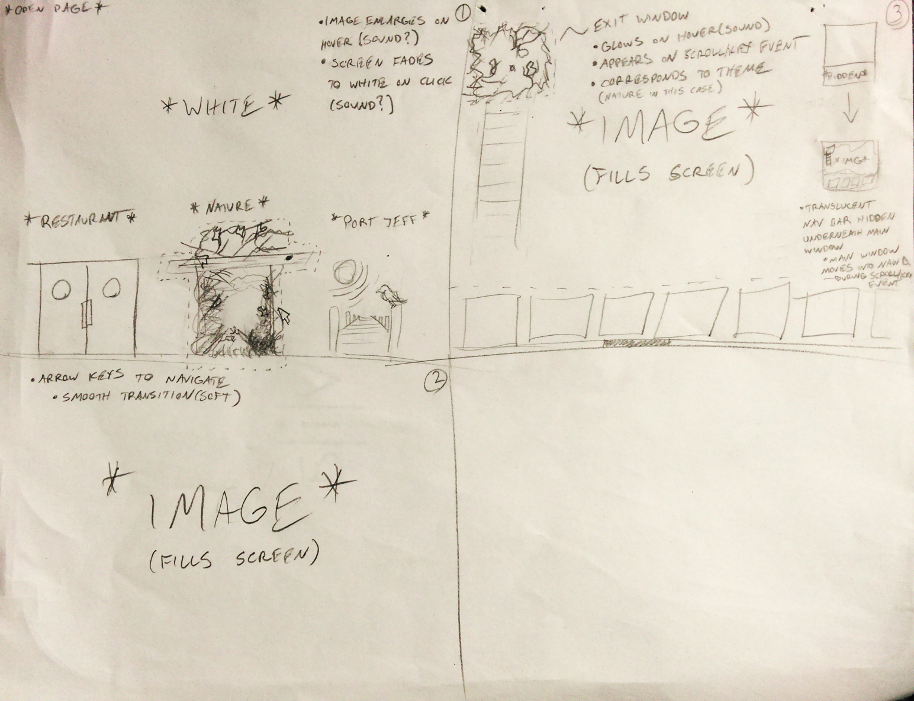 *OPEN PAGE*
• IMAGE ENLARGES ON
HOVER (SOUND?)
• SCREEN FADES
TO WHITE ON CLICK
(SOUND?)
1
*WHITE*
*RESTAURANT*
*NATURE*
*PORT JEFF*
• ARROW KEYS TO NAVIGATE
• SMOOTH TRANSITION (SOFT)
2
*IMAGE*
(FILLS SCREEN)
3
EXIT WINDOW
• GLOWS ON HOVER (SOUND)
• APPEARS ON SCROLL/KEY EVENT
• CORRESPONDS TO THEME
(NATURE IN THIS CASE)
*IMAGE*
(FILLS SCREEN)
*HIDDEN*
*IMG*
• TRANSLUCENT
NAV BAR HIDDEN
UNDERNEATH MAIN
WINDOW
• MAIN WINDOW
MOVES INTO NAV
DURING SCROLL/KEY
EVENT